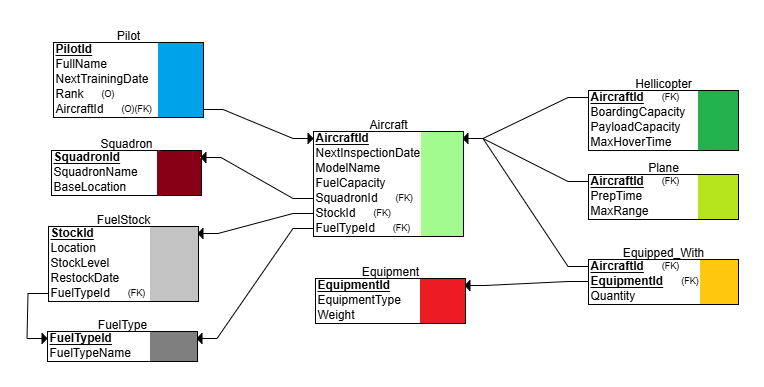 Pilot
PilotId
FullName
NextTrainingDate
Rank (O)
AircraftId (O)(FK)
Squadron
SquadronId
SquadronName
BaseLocation
FuelStock
StockId
Location
StockLevel
RestockDate
FuelTypeId (FK)
FuelType
FuelTypeId
FuelTypeName
Aircraft
AircraftId
NextInspectionDate
ModelName
FuelCapacity
SquadronId (FK)
StockId (FK)
FuelTypeId (FK)
Equipment
EquipmentId
EquipmentType
Weight
Hellicopter
AircraftId (FK)
BoardingCapacity
PayloadCapacity
MaxHoverTime
Plane
AircraftId (FK)
PrepTime
MaxRange
Equipped_With
AircraftId (FK)
EquipmentId (FK)
Quantity